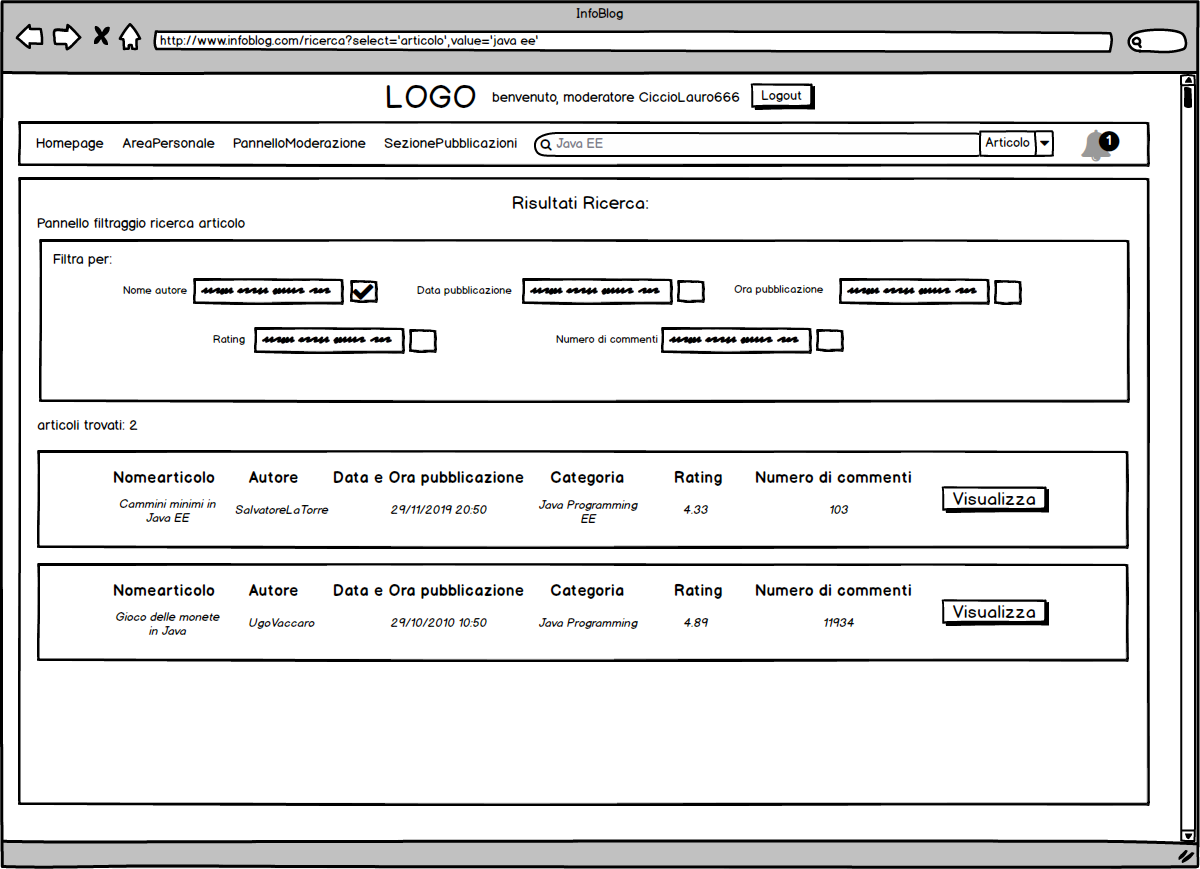 InfoBlog
http://www.infoblog.com/ricerca?select='articolo',value='java ee'
LOGO benvenuto, moderatore CiccioLauro666 Logout
Homepage AreaPersonale PannelloModerazione SezionePubblicazioni Java EE Articolo 1
Risultati Ricerca:
Pannello filtraggio ricerca articolo
Filtra per:
Nome autore Data pubblicazione Ora pubblicazione
Rating Numero di commenti
articoli trovati: 2
Nomearticolo Autore Data e Ora pubblicazione Categoria Rating Numero di commenti
Cammini minimi in Java EE SalvatoreLaTorre 29/11/2019 20:50 Java Programming EE 4.33 103 Visualizza
Nomearticolo Autore Data e Ora pubblicazione Categoria Rating Numero di commenti
Gioco delle monete in Java UgoVaccaro 29/10/2010 10:50 Java Programming 4.89 11934 Visualizza